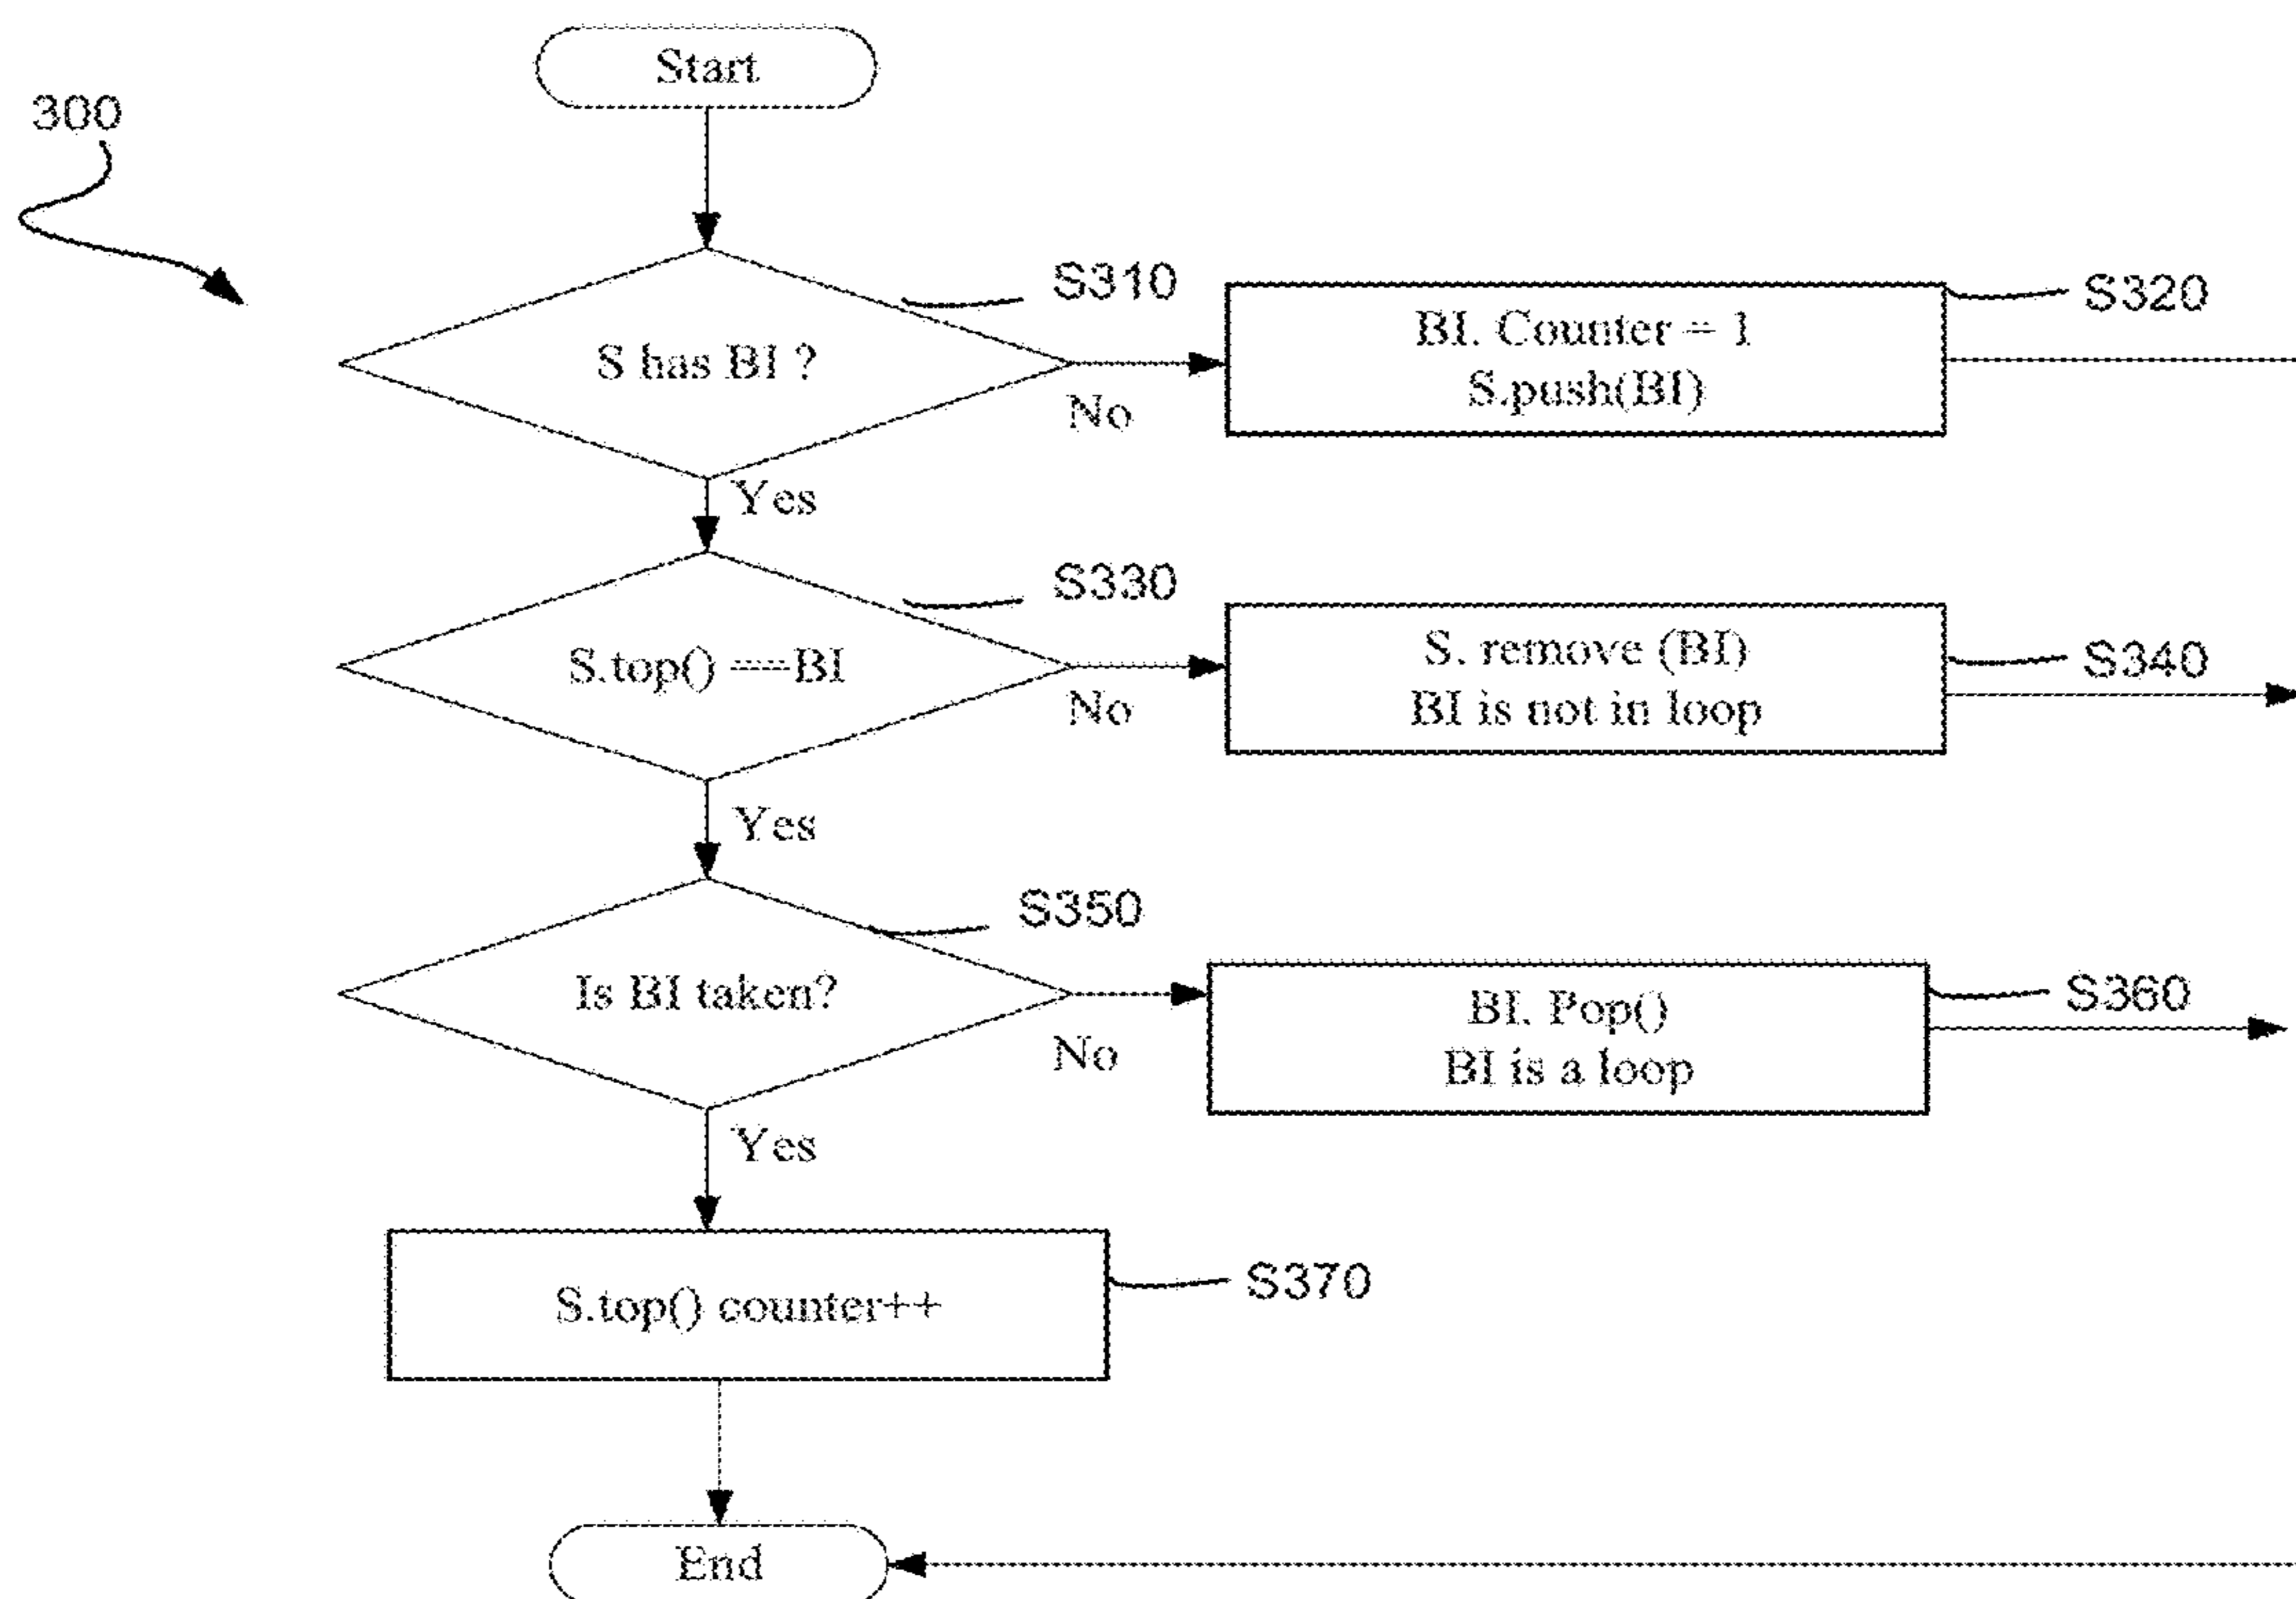 Start
300
S310
S has BI ?
No
S320
BI. Counter = 1
S.push(BI)
Yes
S330
S.top() ==BI
No
S340
S. remove (BI)
BI is not in loop
Yes
S350
Is BI taken?
No
S360
BI. Pop()
BI is a loop
Yes
S370
S.top() counter++
End